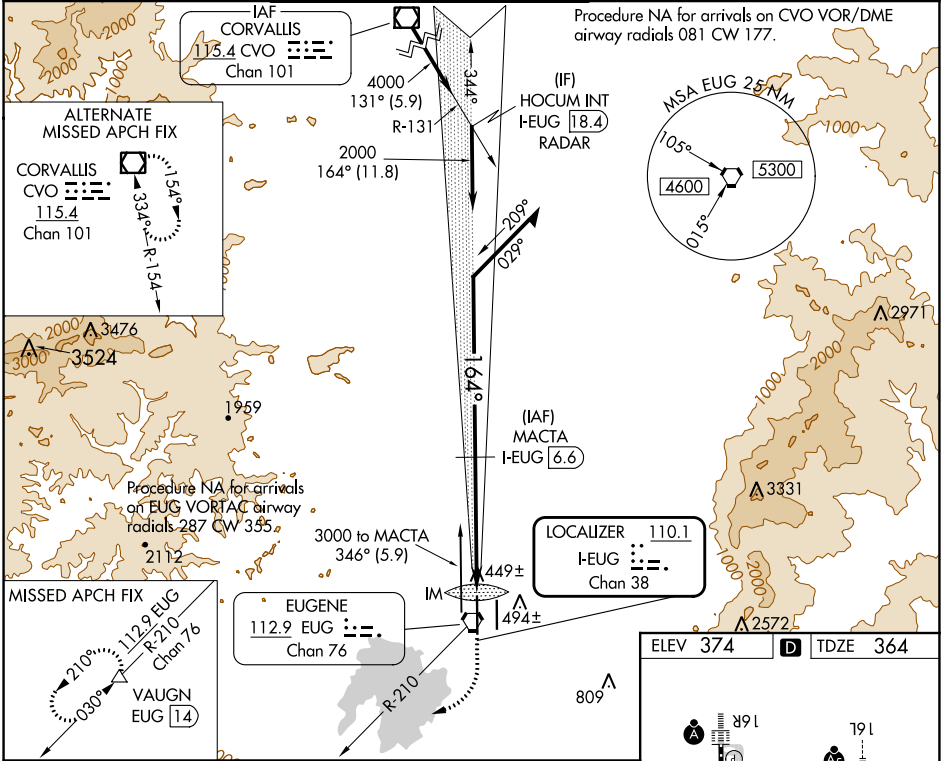 IAF
CORVALLIS
115.4 CVO
Chan 101
Procedure NA for arrivals on CVO VOR/DME
airway radials 081 CW 177.
2000
4000
131° (5.9)
R-131
344°
(IF)
HOCUM INT
I-EUG 18.4
RADAR
2000
164° (11.8)
209°
029°
MSA EUG 25 NM
105°
4600
5300
015°
1000
ALTERNATE
MISSED APCH FIX
CORVALLIS
CVO
115.4
Chan 101
154°
334°
R-154
2000
3476
3000
3524
1959
164°
(IAF)
MACTA
I-EUG 6.6
2971
2000
1000
3331
1000
2000
2572
Procedure NA for arrivals
on EUG VORTAC airway
radials 287 CW 355.
2112
3000 to MACTA
346° (5.9)
LOCALIZER 110.1
I-EUG
Chan 38
449±
IM
494±
EUGENE
112.9 EUG
Chan 76
R-210
809
MISSED APCH FIX
112.9 EUG
R-210
Chan 76
210°
030°
VAUGN
EUG 14
ELEV 374
D
TDZE 364
A
16R
d
16L